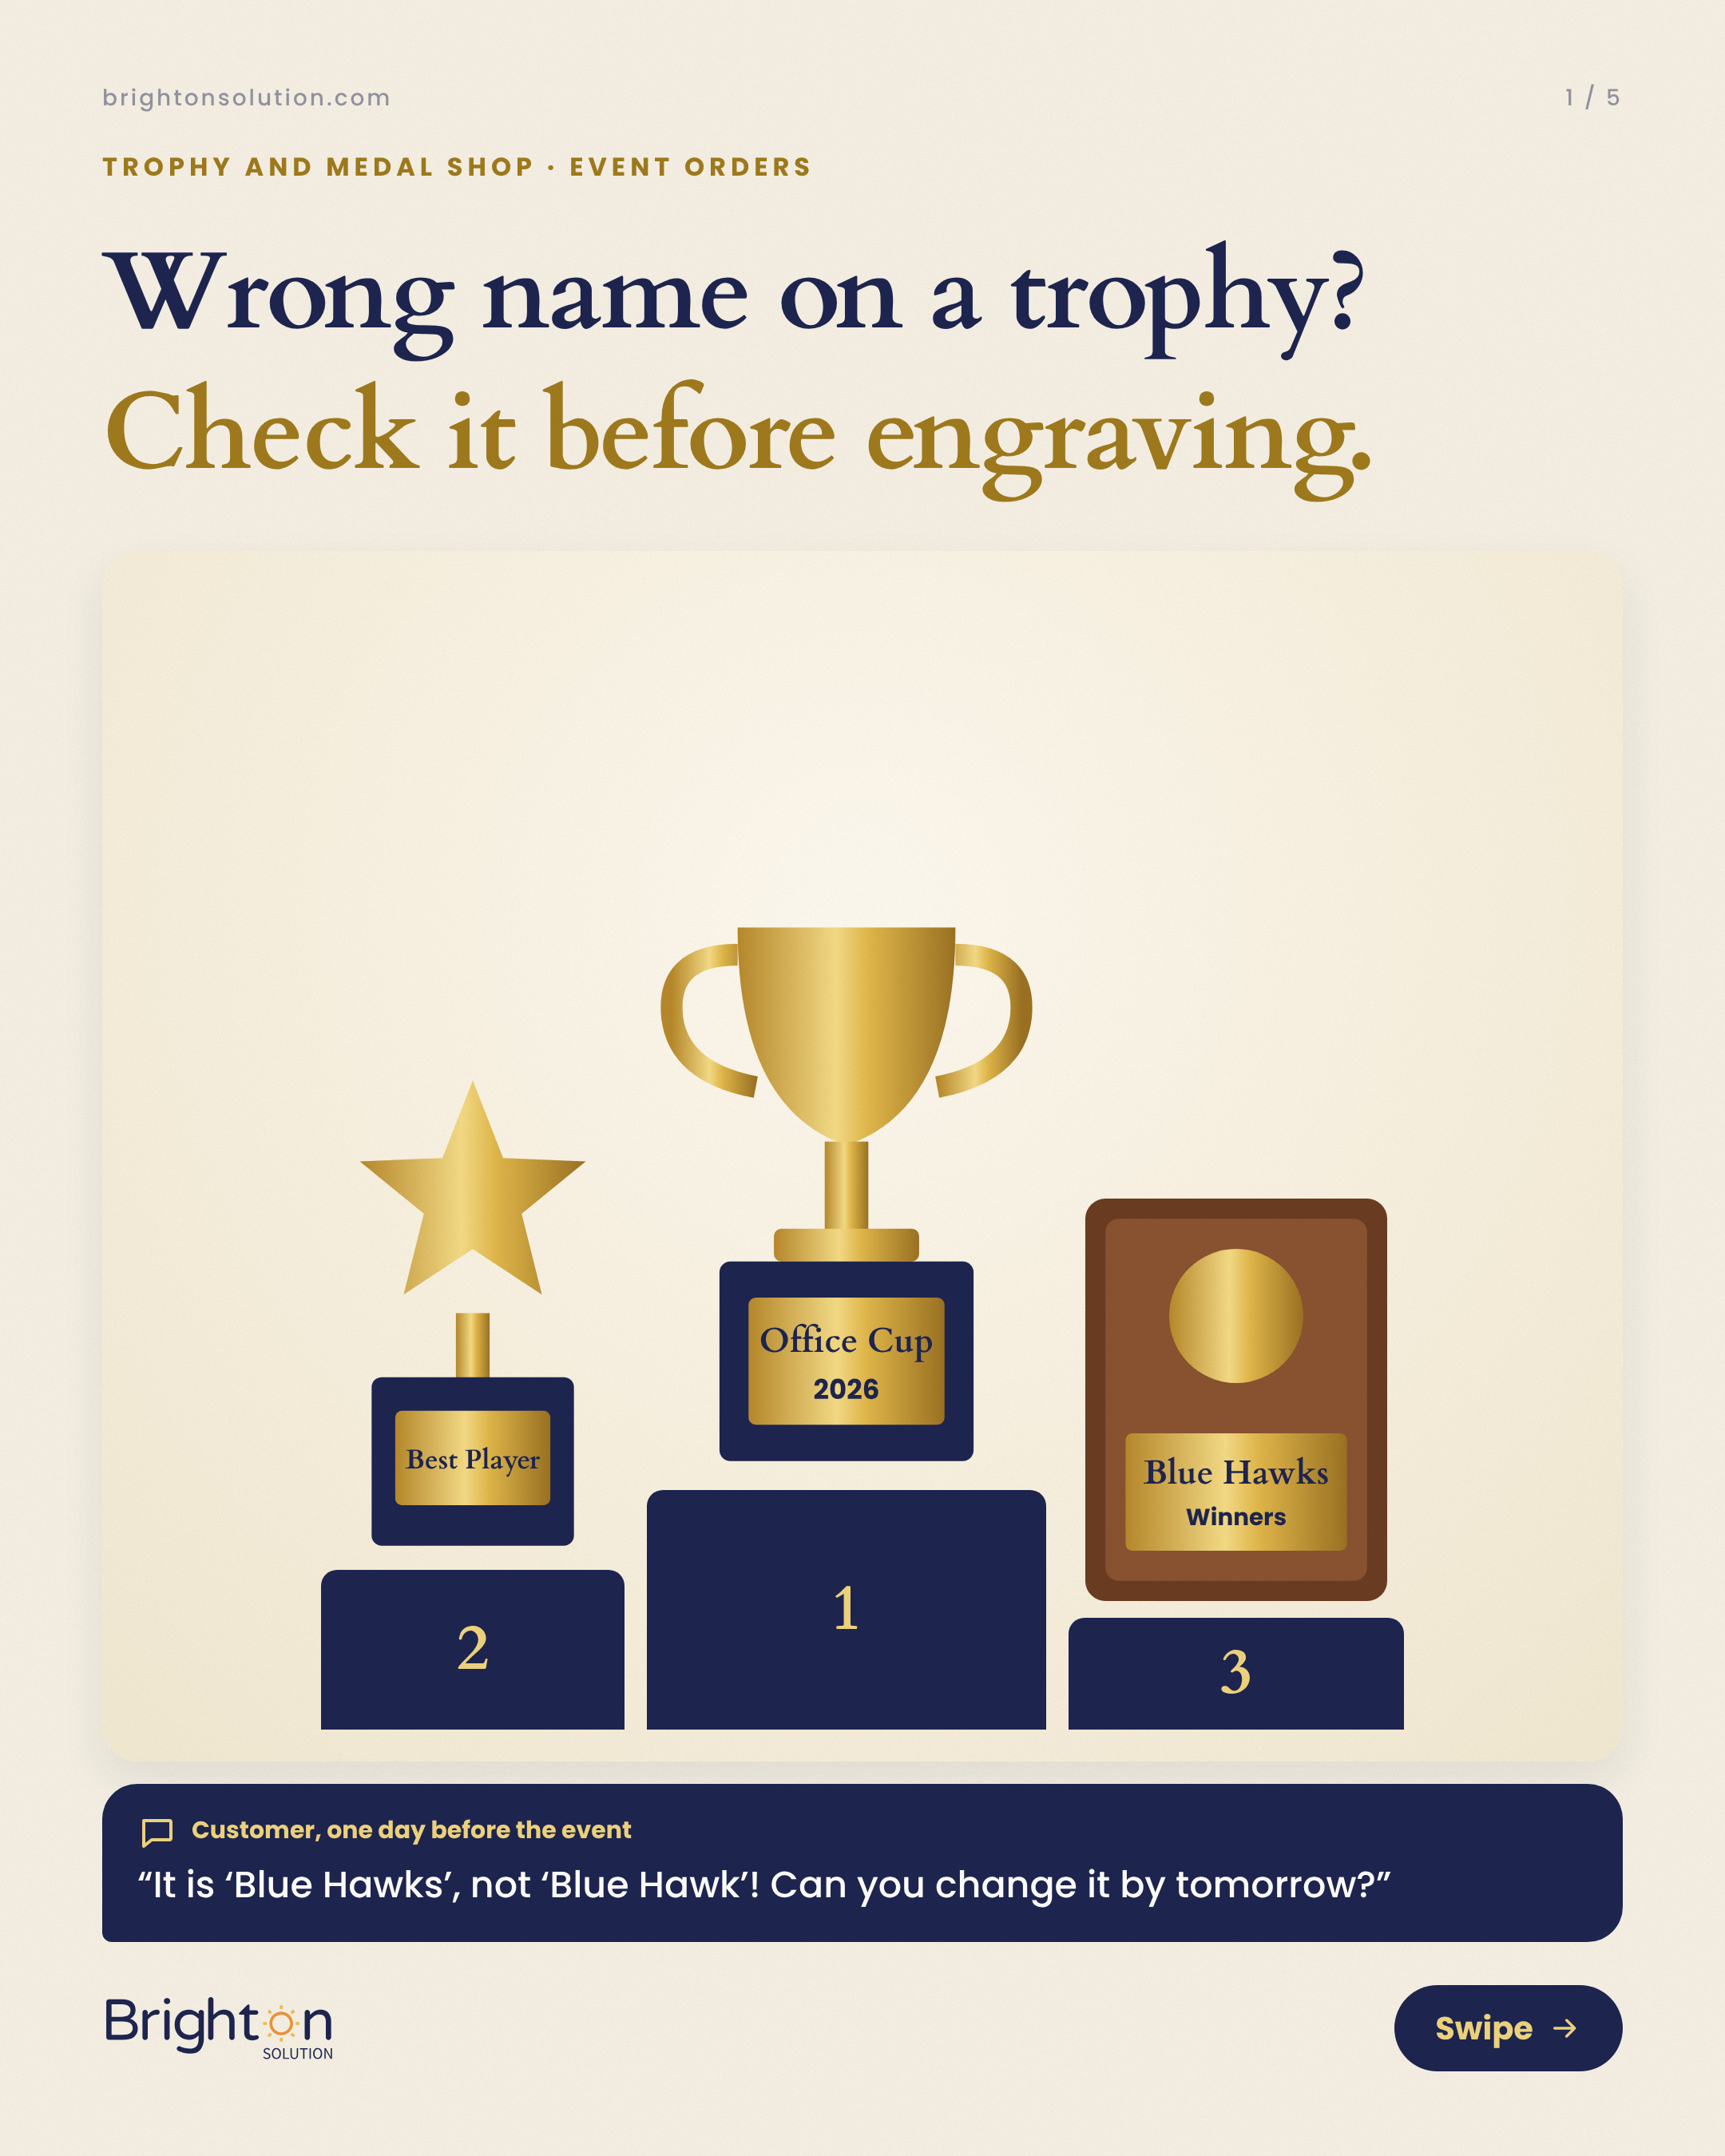 brightonsolution.com
1 / 5
TROPHY AND MEDAL SHOP · EVENT ORDERS
Wrong name on a trophy?
Check it before engraving.
Office Cup
2026
Best Player
Blue Hawks
Winners
2
1
3
Customer, one day before the event
“It is ‘Blue Hawks’, not ‘Blue Hawk’! Can you change it by tomorrow?”
Brighton
SOLUTION
Swipe →